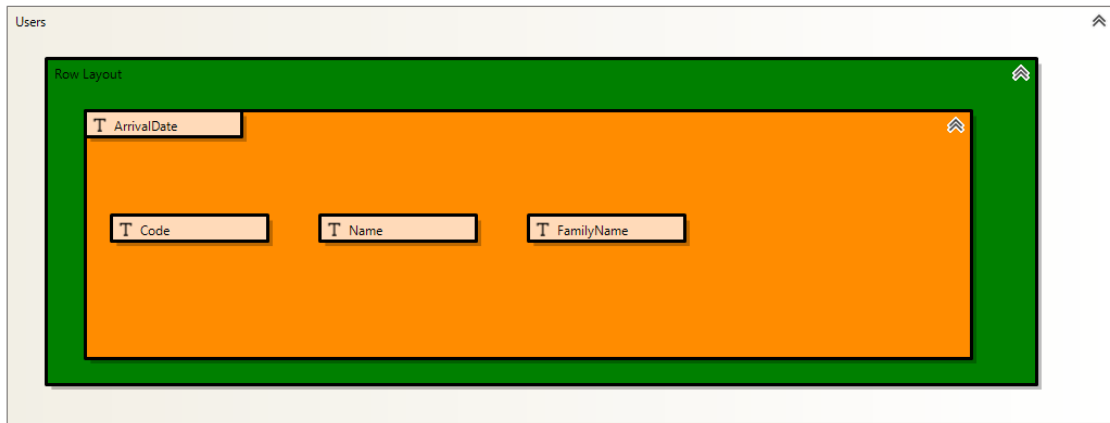 Users
Row Layout
T ArrivalDate
T Code
T Name
T FamilyName